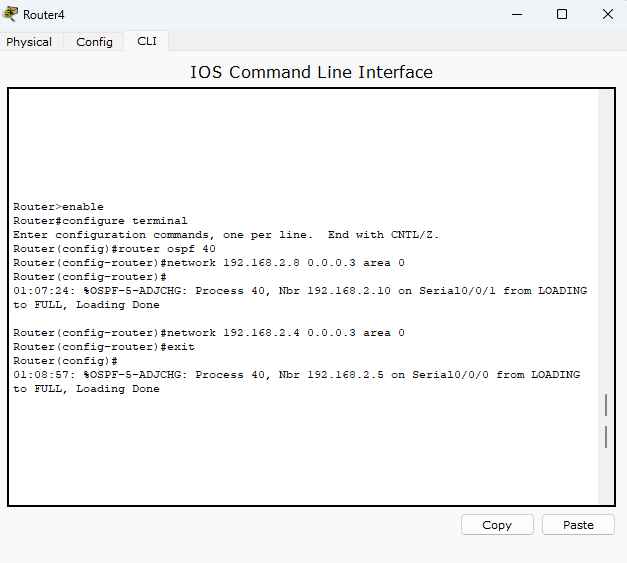 Router4
Physical Config CLI
IOS Command Line Interface
Router>enable
Router#configure terminal
Enter configuration commands, one per line.  End with CNTL/Z.
Router(config)#router ospf 40
Router(config-router)#network 192.168.2.8 0.0.0.3 area 0
Router(config-router)#
01:07:24: %OSPF-5-ADJCHG: Process 40, Nbr 192.168.2.10 on Serial0/0/1 from LOADING
to FULL, Loading Done
Router(config-router)#network 192.168.2.4 0.0.0.3 area 0
Router(config-router)#exit
Router(config)#
01:08:57: %OSPF-5-ADJCHG: Process 40, Nbr 192.168.2.5 on Serial0/0/0 from LOADING
to FULL, Loading Done
Copy Paste